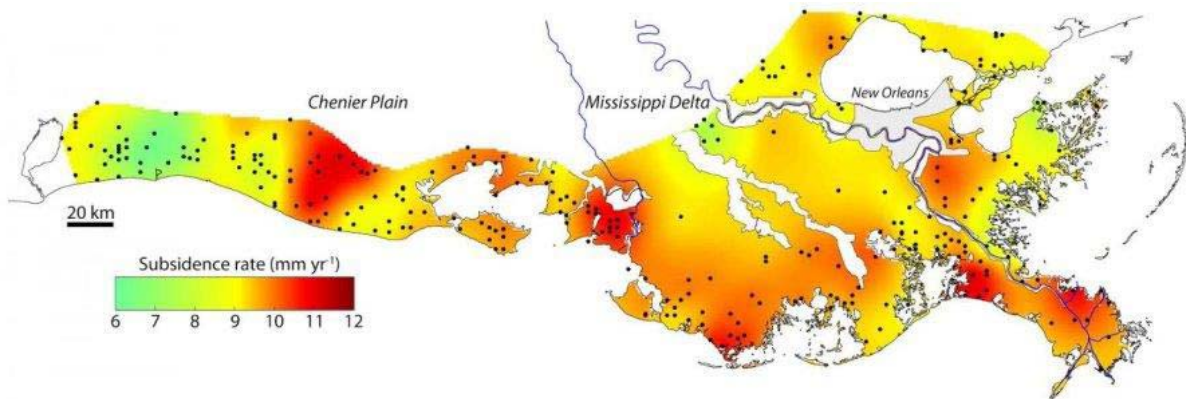 New Orleans
Chenier Plain
Mississippi Delta
20 km
Subsidence rate (mm yr⁻¹)
6 7 8 9 10 11 12